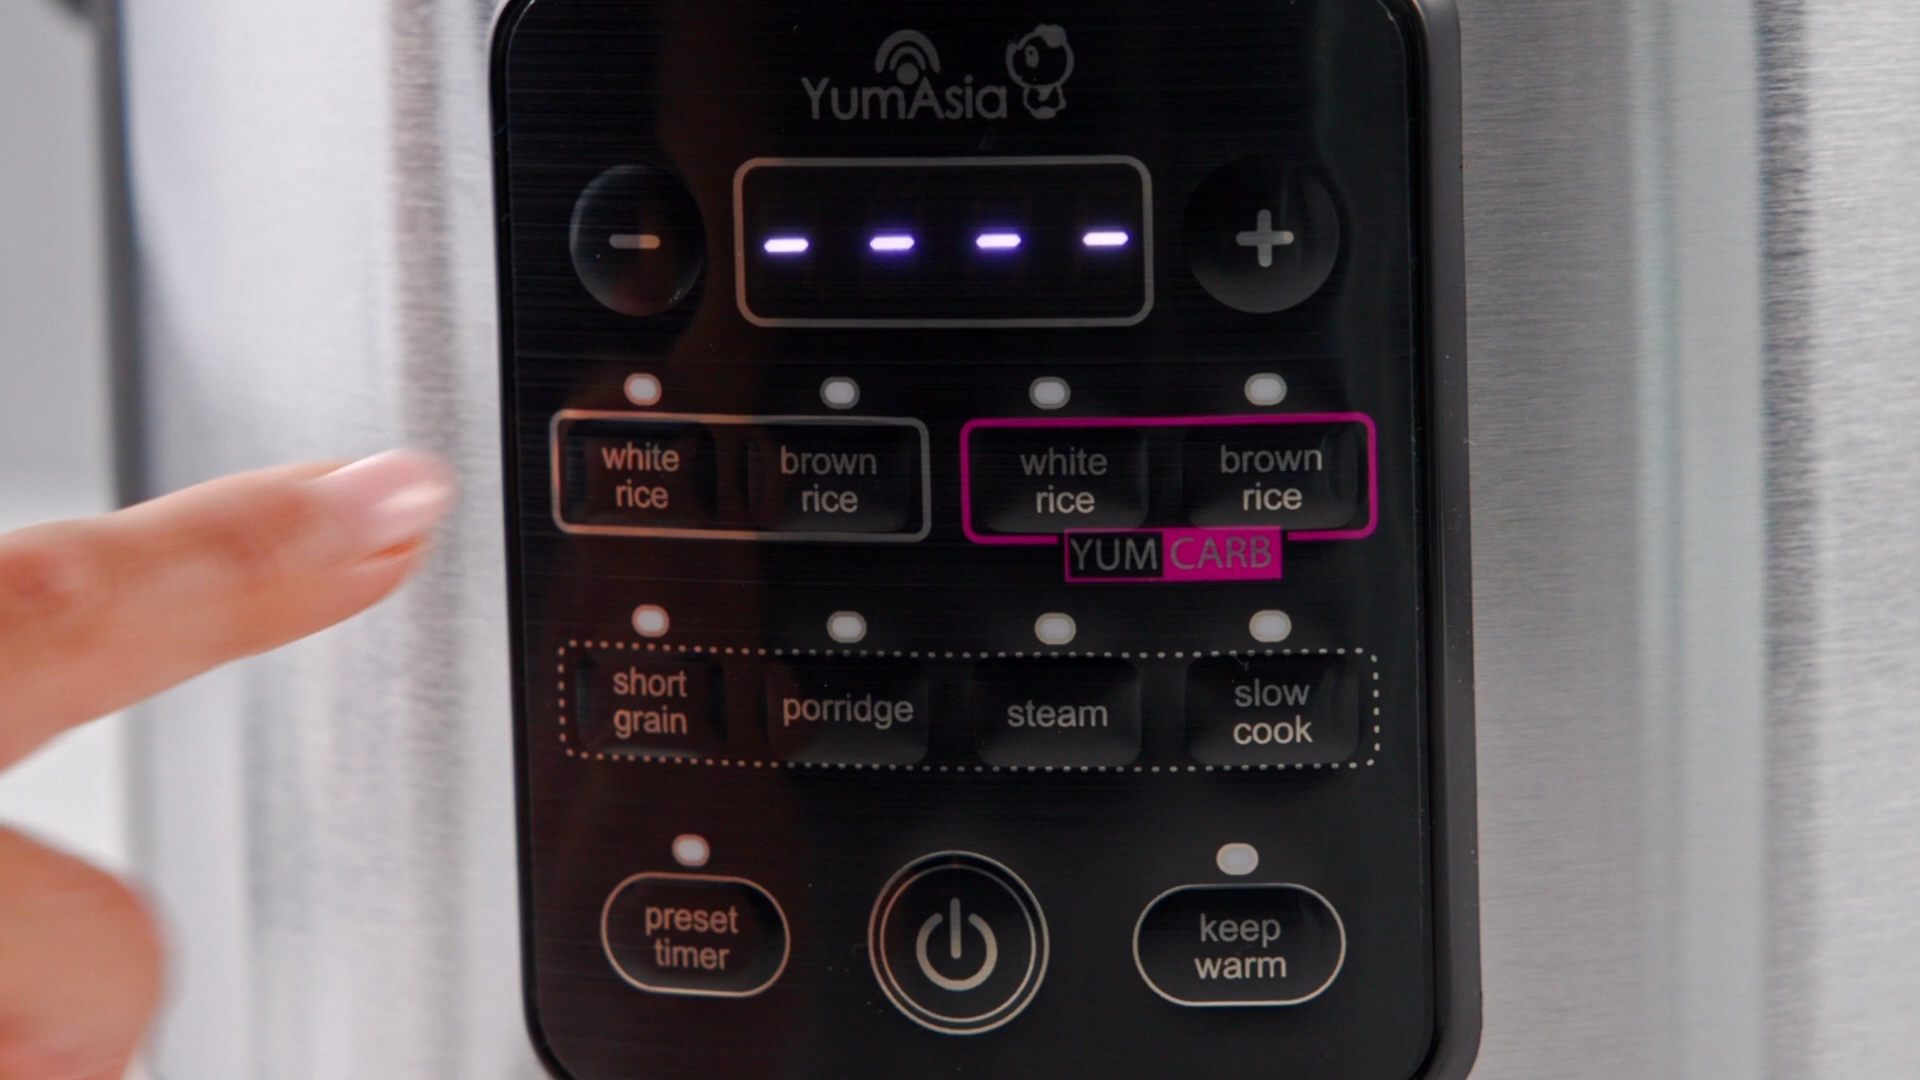 YumAsia
- - - -
white rice
brown rice
white rice
brown rice
YUM CARB
short grain
porridge
steam
slow cook
preset timer
keep warm